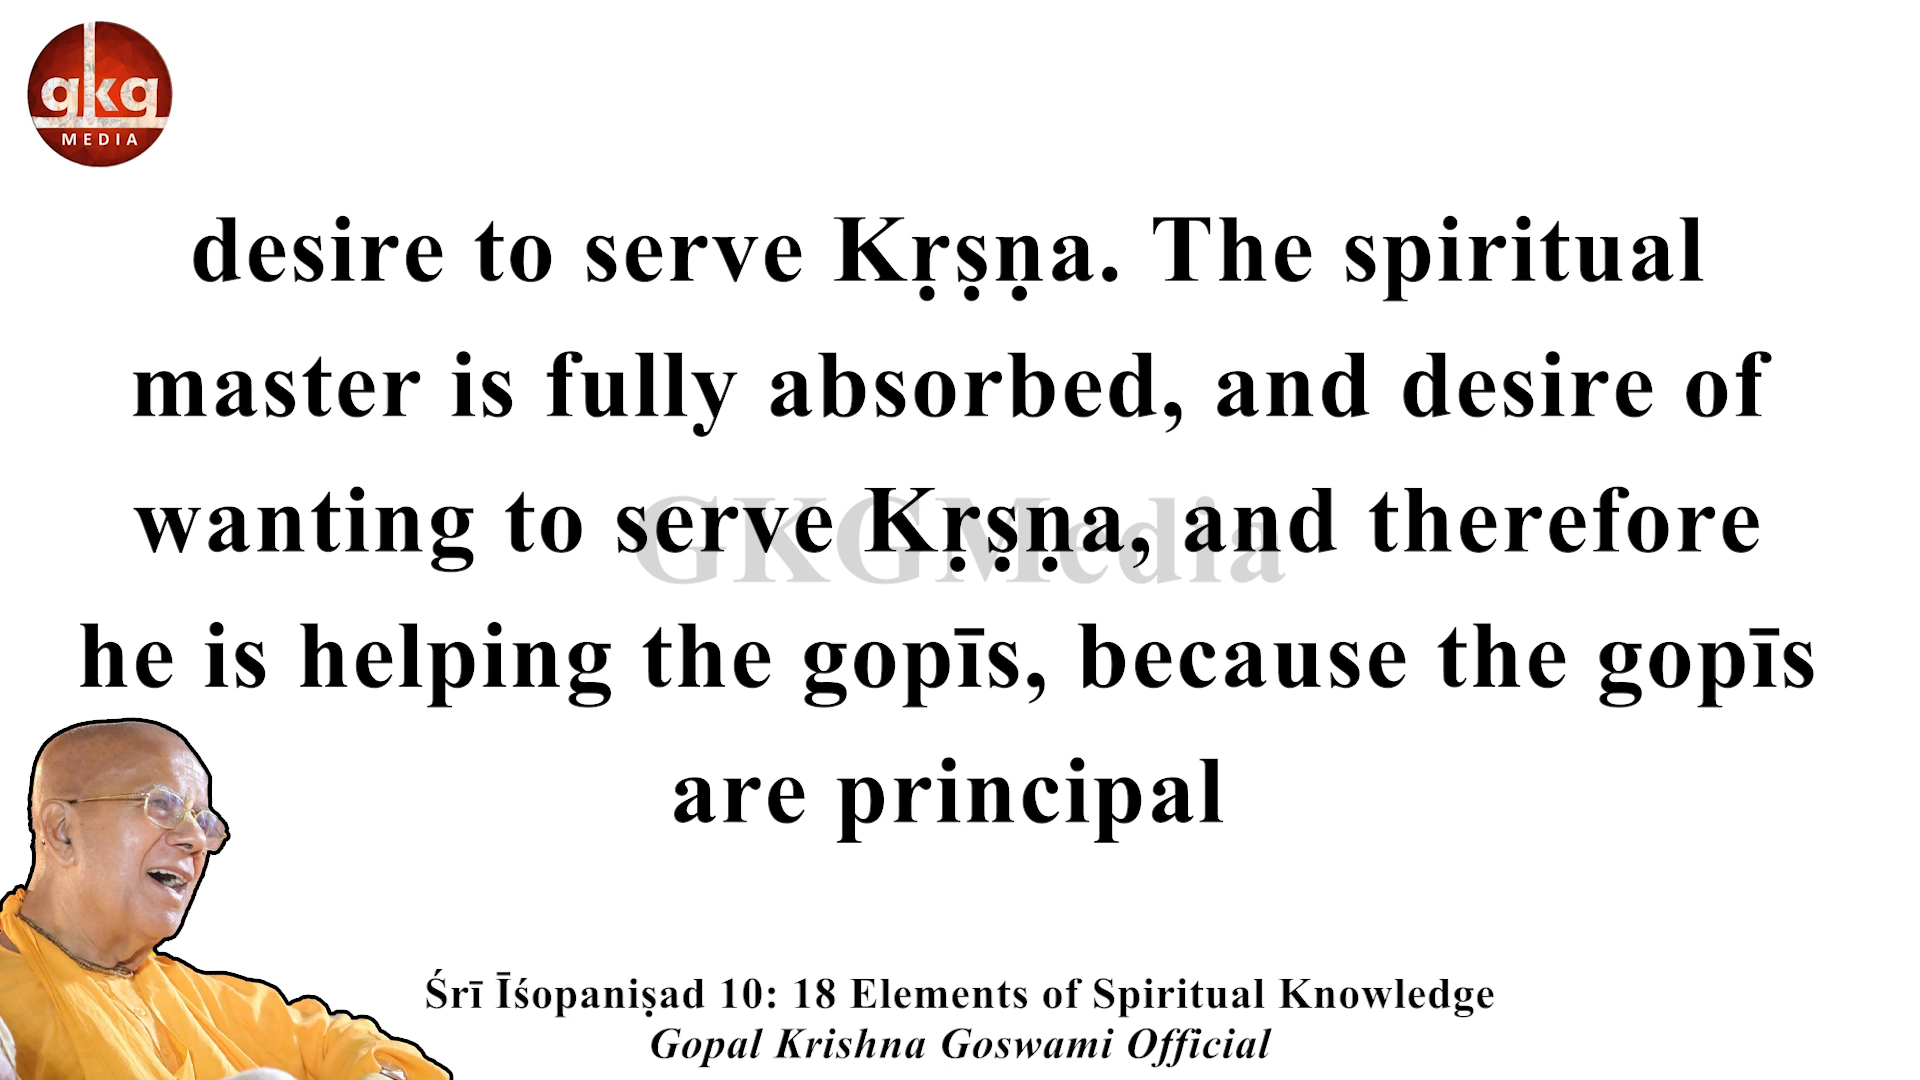 gkg
MEDIA
desire to serve Kṛṣṇa. The spiritual
master is fully absorbed, and desire of
wanting to serve Kṛṣṇa, and therefore
GKGMedia
he is helping the gopīs, because the gopīs
are principal
Śrī Īśopaniṣad 10: 18 Elements of Spiritual Knowledge
Gopal Krishna Goswami Official